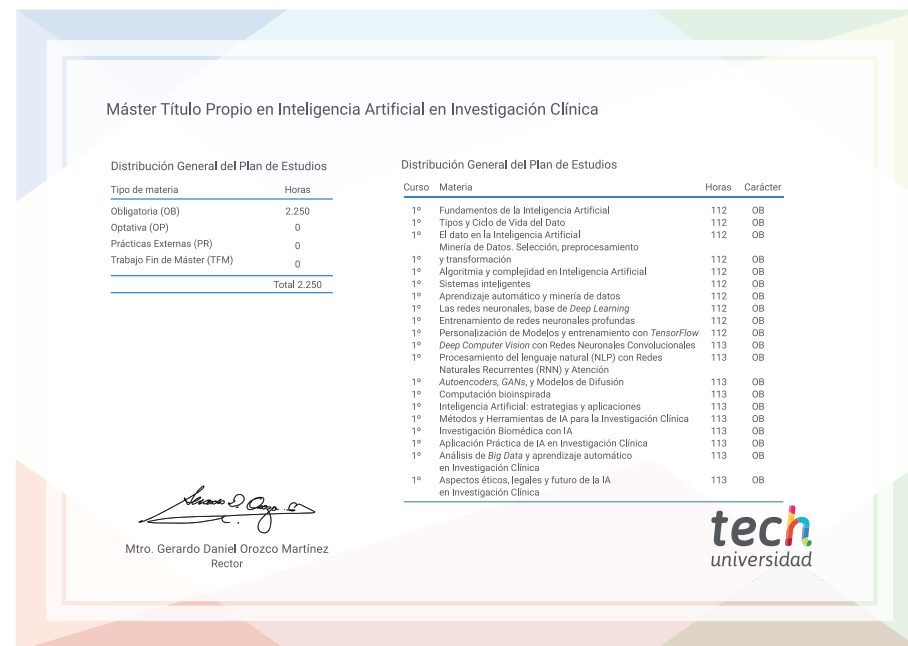 Máster Título Propio en Inteligencia Artificial en Investigación Clínica
Distribución General del Plan de Estudios
Tipo de materia Horas
Obligatoria (OB) 2.250
Optativa (OP) 0
Prácticas Externas (PR) 0
Trabajo Fin de Máster (TFM) 0
Total 2.250
Distribución General del Plan de Estudios
Curso Materia Horas Carácter
1º Fundamentos de la Inteligencia Artificial 112 OB
1º Tipos y Ciclo de Vida del Dato 112 OB
1º El dato en la Inteligencia Artificial 112 OB
Minería de Datos. Selección, preprocesamiento
1º y transformación 112 OB
1º Algoritmia y complejidad en Inteligencia Artificial 112 OB
1º Sistemas inteligentes 112 OB
1º Aprendizaje automático y minería de datos 112 OB
1º Las redes neuronales, base de Deep Learning 112 OB
1º Entrenamiento de redes neuronales profundas 112 OB
1º Personalización de Modelos y entrenamiento con TensorFlow 112 OB
1º Deep Computer Vision con Redes Neuronales Convolucionales 113 OB
1º Procesamiento del lenguaje natural (NLP) con Redes 113 OB
Naturales Recurrentes (RNN) y Atención
1º Autoencoders, GANs, y Modelos de Difusión 113 OB
1º Computación bioinspirada 113 OB
1º Inteligencia Artificial: estrategias y aplicaciones 113 OB
1º Métodos y Herramientas de IA para la Investigación Clínica 113 OB
1º Investigación Biomédica con IA 113 OB
1º Aplicación Práctica de IA en Investigación Clínica 113 OB
1º Análisis de Big Data y aprendizaje automático 113 OB
en Investigación Clínica
1º Aspectos éticos, legales y futuro de la IA 113 OB
en Investigación Clínica
Mtro. Gerardo Daniel Orozco Martínez
Rector
tech
universidad